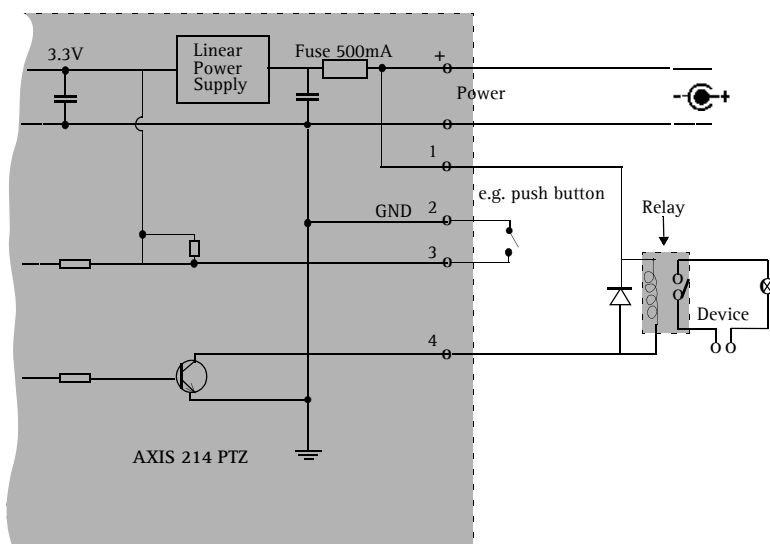 3.3V
Linear
Power
Supply
Fuse 500mA
+
Power
- +
1
e.g. push button
GND
2
Relay
3
Device
4
AXIS 214 PTZ